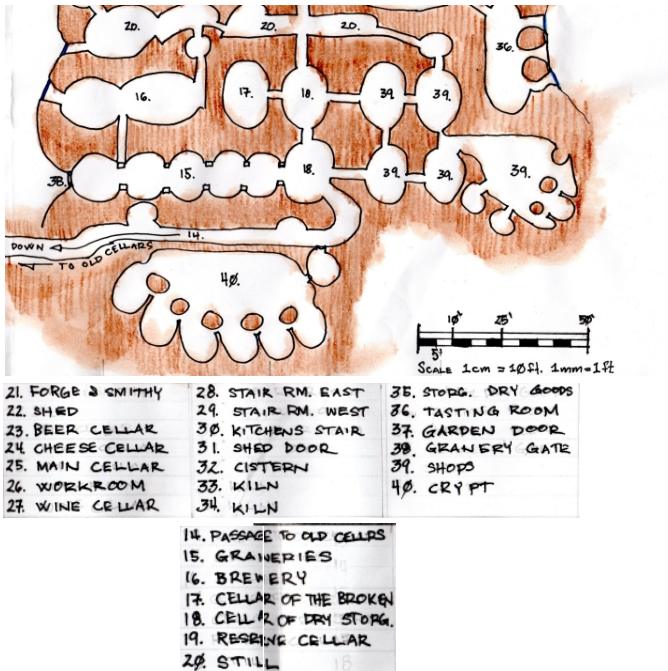 20.
20.
20.
36.
16.
17.
18.
39.
39.
38.
15.
18.
39.
39.
39.
14.
DOWN
TO OLD CELLARS
40.
10'
25'
50'
5'
SCALE 1cm = 10ft. 1mm=1ft
21. FORGE & SMITHY
22. SHED
23. BEER CELLAR
24. CHEESE CELLAR
25. MAIN CELLAR
26. WORKROOM
27. WINE CELLAR
28. STAIR RM. EAST
29. STAIR RM. WEST
30. KITCHENS STAIR
31. SHED DOOR
32. CISTERN
33. KILN
34. KILN
35. STORG. DRY GOODS
36. TASTING ROOM
37. GARDEN DOOR
38. GRANERY GATE
39. SHOPS
40. CRYPT
14. PASSAGE TO OLD CELLRS
15. GRANERIES
16. BREWERY
17. CELLAR OF THE BROKEN
18. CELLAR OF DRY STORG.
19. RESERVE CELLAR
20. STILL